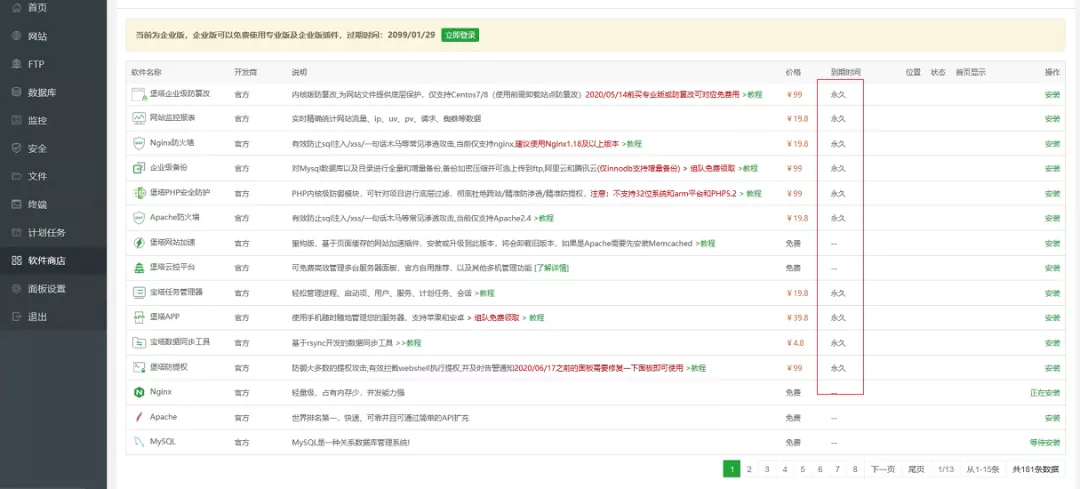 首页
网站
FTP
数据库
监控
安全
文件
终端
计划任务
软件商店
面板设置
退出
当前为企业版，企业版可以免费使用专业版及企业版插件，过期时间：2099/01/29 立即登录
软件名称 开发商 说明 价格 到期时间 位置 状态 首页显示 操作
堡塔企业级防篡改 官方 内核级防篡改,为网站文件提供底层保护，仅支持Centos7/8（使用前需卸载站点防篡改）2020/05/14前买专业版或防篡改可对应免费用 >教程 ￥99 永久 安装
网站监控报表 官方 实时精确统计网站流量、ip、uv、pv、请求、蜘蛛等数据 ￥19.8 永久 安装
Nginx防火墙 官方 有效防止sql注入/xss/一句话木马等常见渗透攻击,当前仅支持nginx,建议使用Nginx1.18及以上版本 >教程 ￥19.8 永久 安装
企业级备份 官方 对Mysql数据库以及目录进行全量和增量备份,备份加密压缩并可选上传到ftp,阿里云和腾讯云(仅innodb支持增量备份) > 组队免费领取 >教程 ￥99 永久 安装
堡塔PHP安全防护 官方 PHP内核级防御模块，可针对项目进行底层过滤，彻底杜绝跨站/精准防渗透/精准防提权，注意：不支持32位系统和arm平台和PHP5.2 > 教程 ￥99 永久 安装
Apache防火墙 官方 有效防止sql注入/xss/一句话木马等常见渗透攻击,当前仅支持Apache2.4 >教程 ￥19.8 永久 安装
堡塔网站加速 官方 重构版，基于页面缓存的网站加速插件，安装或升级到此版本，将会卸载旧版本，如果是Apache需要先安装Memcached >教程 免费 -- 安装
堡塔云控平台 官方 可免费高效管理多台服务器面板，官方自用推荐，以及其他多机管理功能 [了解详情] 免费 -- 安装
宝塔任务管理器 官方 轻松管理进程、启动项、用户、服务、计划任务、会话 >教程 ￥19.8 永久 安装
宝塔APP 官方 使用手机随时随地管理您的服务器，支持苹果和安卓 > 组队免费领取 > 教程 ￥39.8 永久 安装
宝塔数据同步工具 官方 基于rsync开发的数据同步工具 >>教程 ￥4.8 永久 安装
堡塔防提权 官方 防御大多数的提权攻击,有效拦截webshell执行提权,并及时告警通知2020/06/17之前的面板需要修复一下面板即可使用 >教程 ￥99 永久 安装
Nginx 官方 轻量级，占有内存少，并发能力强 免费 -- 正在安装
Apache 官方 世界排名第一，快速、可靠并且可通过简单的API扩充 免费 -- 安装
MySQL 官方 MySQL是一种关系数据库管理系统! 免费 -- 等待安装
1 2 3 4 5 6 7 8 下一页 尾页 1/13 从1-15条 共181条数据